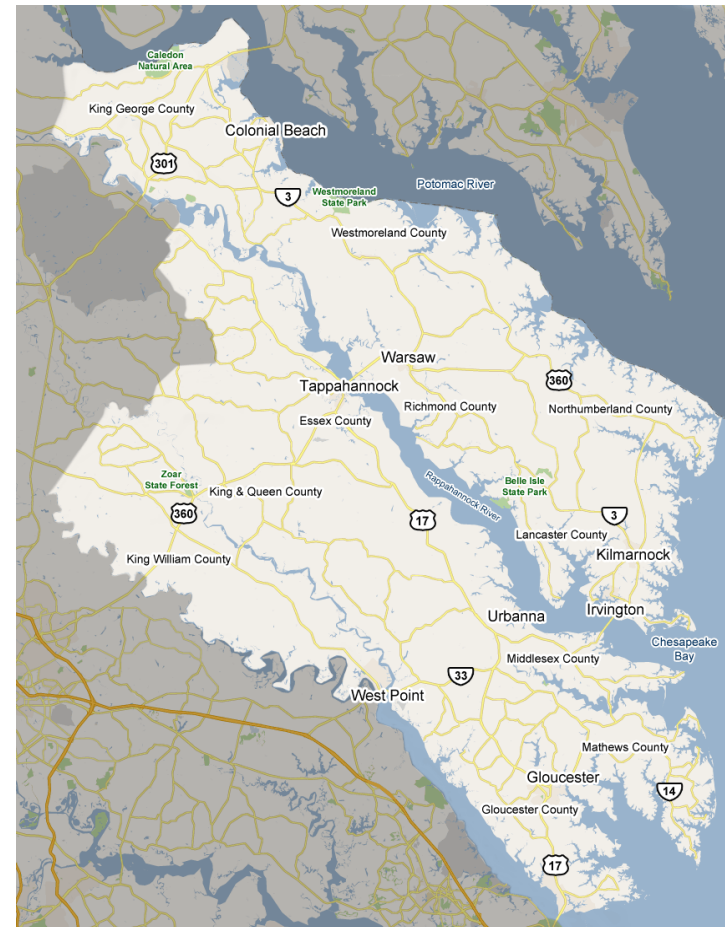 Caledon
Natural Area
King George County
Colonial Beach
301
3
Westmoreland
State Park
Potomac River
Westmoreland County
Warsaw
Tappahannock
360
Richmond County
Northumberland County
Essex County
Zoar
State Forest
King & Queen County
Rappahannock River
Belle Isle
State Park
360
17
3
Lancaster County
King William County
Kilmarnock
Urbanna
Irvington
Chesapeake
Bay
Middlesex County
33
West Point
Mathews County
Gloucester
14
Gloucester County
17